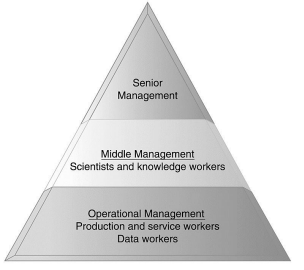 Senior
Management
Middle Management
Scientists and knowledge workers
Operational Management
Production and service workers
Data workers